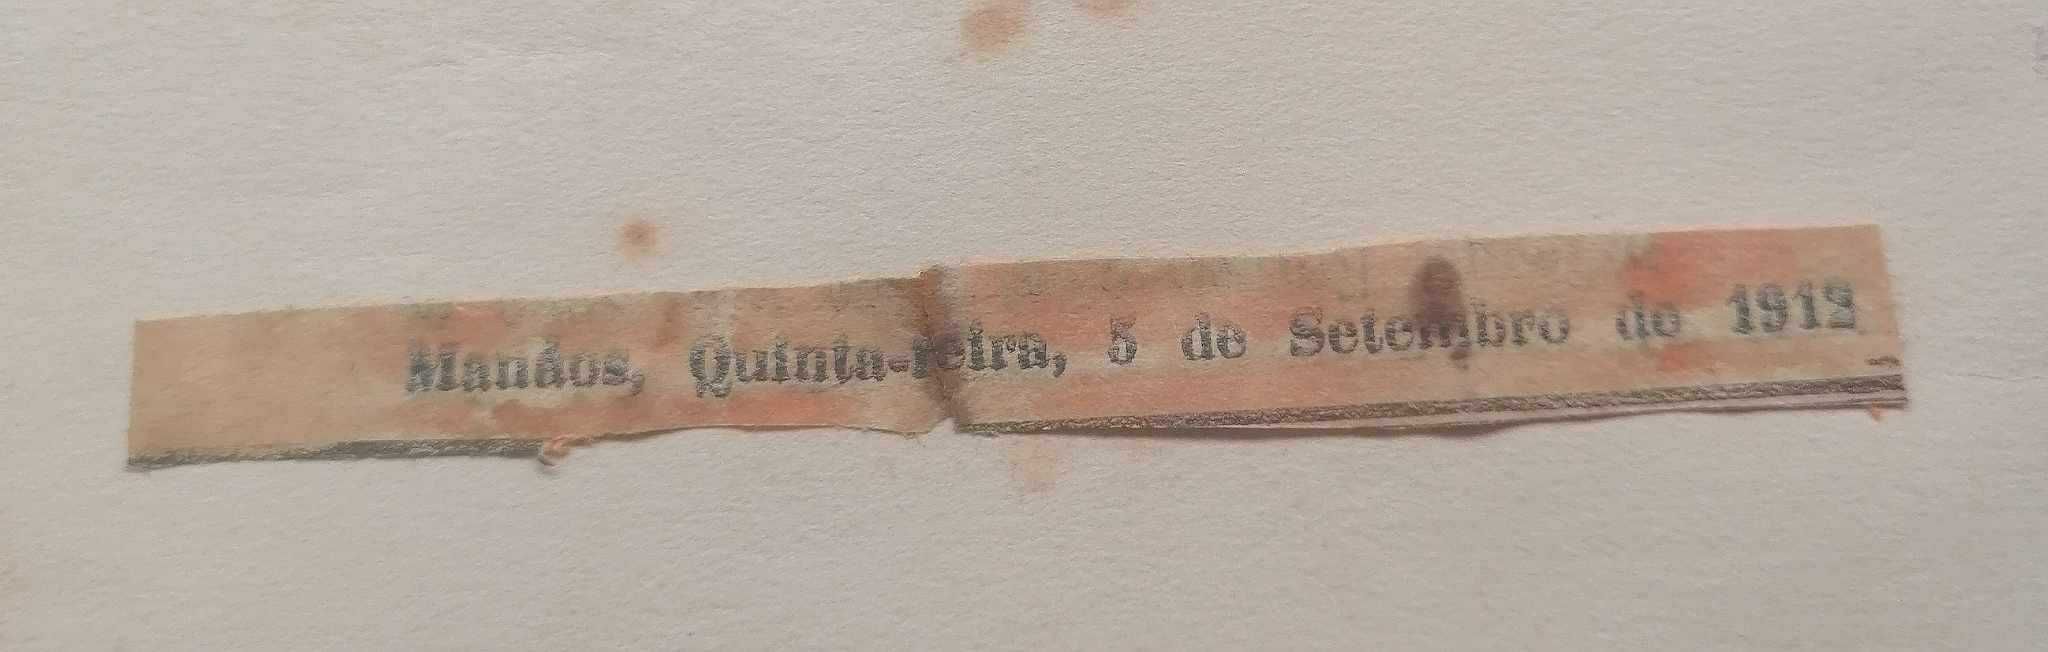 Manáos, Quinta-feira, 5 de Setembro de 1912